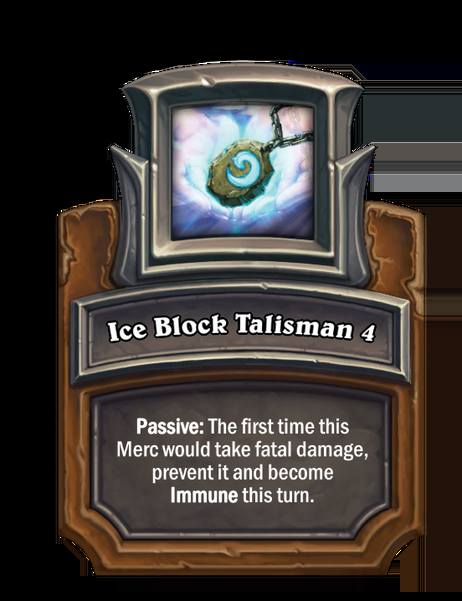 Ice Block Talisman 4
Passive: The first time this
Merc would take fatal damage,
prevent it and become
Immune this turn.